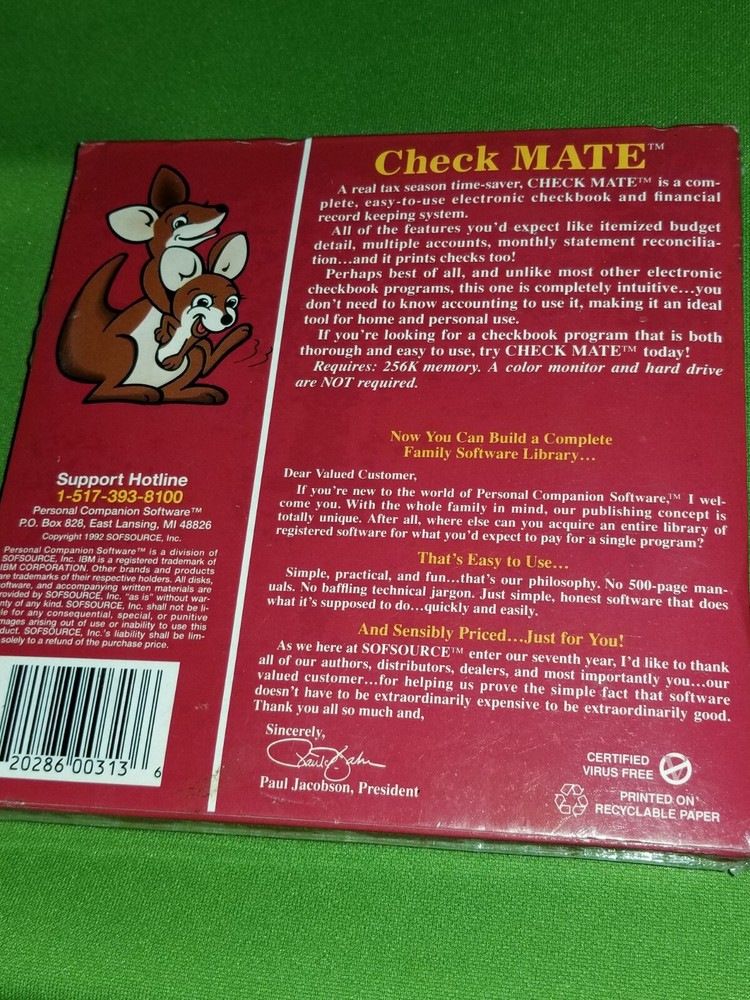 Check MATE™
A real tax season time-saver, CHECK MATE™ is a com-
plete, easy-to-use electronic checkbook and financial
record keeping system.
All of the features you'd expect like itemized budget
detail, multiple accounts, monthly statement reconcilia-
tion...and it prints checks too!
Perhaps best of all, and unlike most other electronic
checkbook programs, this one is completely intuitive...you
don't need to know accounting to use it, making it an ideal
tool for home and personal use.
If you're looking for a checkbook program that is both
thorough and easy to use, try CHECK MATE™ today!
Requires: 256K memory. A color monitor and hard drive
are NOT required.
Now You Can Build a Complete
Family Software Library...
Dear Valued Customer,
If you're new to the world of Personal Companion Software,™ I wel-
come you. With the whole family in mind, our publishing concept is
totally unique. After all, where else can you acquire an entire library of
registered software for what you'd expect to pay for a single program?
That's Easy to Use...
Simple, practical, and fun...that's our philosophy. No 500-page man-
uals. No baffling technical jargon. Just simple, honest software that does
what it's supposed to do...quickly and easily.
And Sensibly Priced...Just for You!
As we here at SOFSOURCE™ enter our seventh year, I'd like to thank
all of our authors, distributors, dealers, and most importantly you...our
valued customer...for helping us prove the simple fact that software
doesn't have to be extraordinarily expensive to be extraordinarily good.
Thank you all so much and,
Sincerely,
Paul Jacobson, President
CERTIFIED
VIRUS FREE
PRINTED ON
RECYCLABLE PAPER
Support Hotline
1-517-393-8100
Personal Companion Software™
P.O. Box 828, East Lansing, MI 48826
Copyright 1992 SOFSOURCE, Inc.
Personal Companion Software™ is a division of
SOFSOURCE, Inc. IBM is a registered trademark of
IBM CORPORATION. Other brands and products
are trademarks of their respective holders. All disks,
software, and accompanying written materials are
provided by SOFSOURCE, Inc. "as is" without war-
nty of any kind. SOFSOURCE, Inc. shall not be li-
le for any consequential, special, or punitive
mages arising out of use or inability to use this
duct. SOFSOURCE, Inc.'s liability shall be lim-
solely to a refund of the purchase price.
20286 00313 6